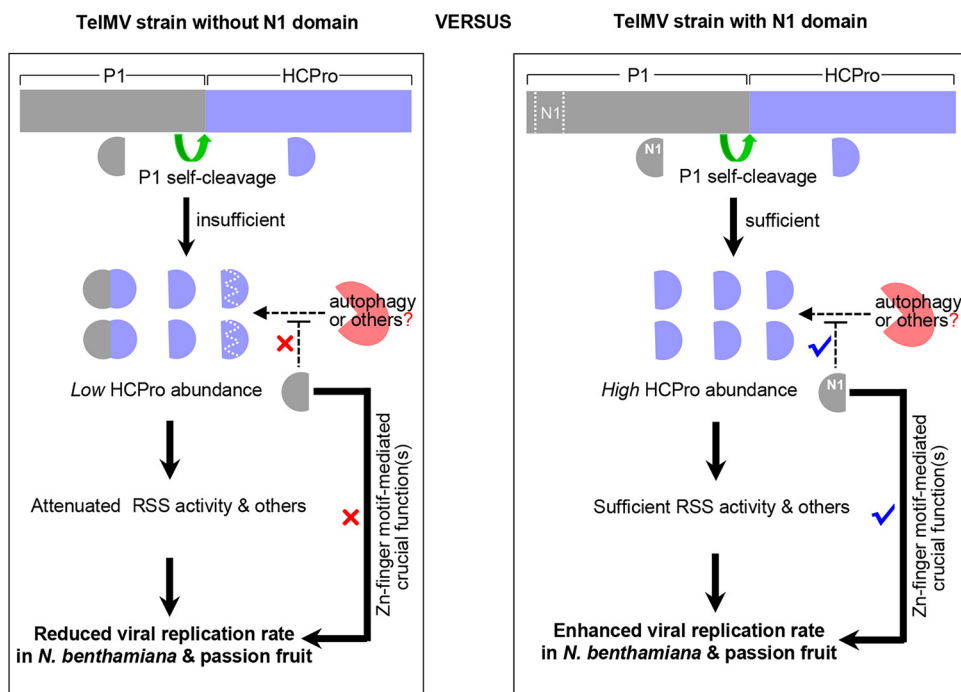 TelMV strain without N1 domain
VERSUS
TelMV strain with N1 domain
P1
HCPro
P1 self-cleavage
insufficient
autophagy
or others?
Low HCPro abundance
Attenuated RSS activity & others
Zn-finger motif-mediated
crucial function(s)
Reduced viral replication rate
in N. benthamiana & passion fruit
P1
HCPro
N1
N1
P1 self-cleavage
sufficient
autophagy
or others?
High HCPro abundance
N1
Sufficient RSS activity & others
Zn-finger motif-mediated
crucial function(s)
Enhanced viral replication rate
in N. benthamiana & passion fruit